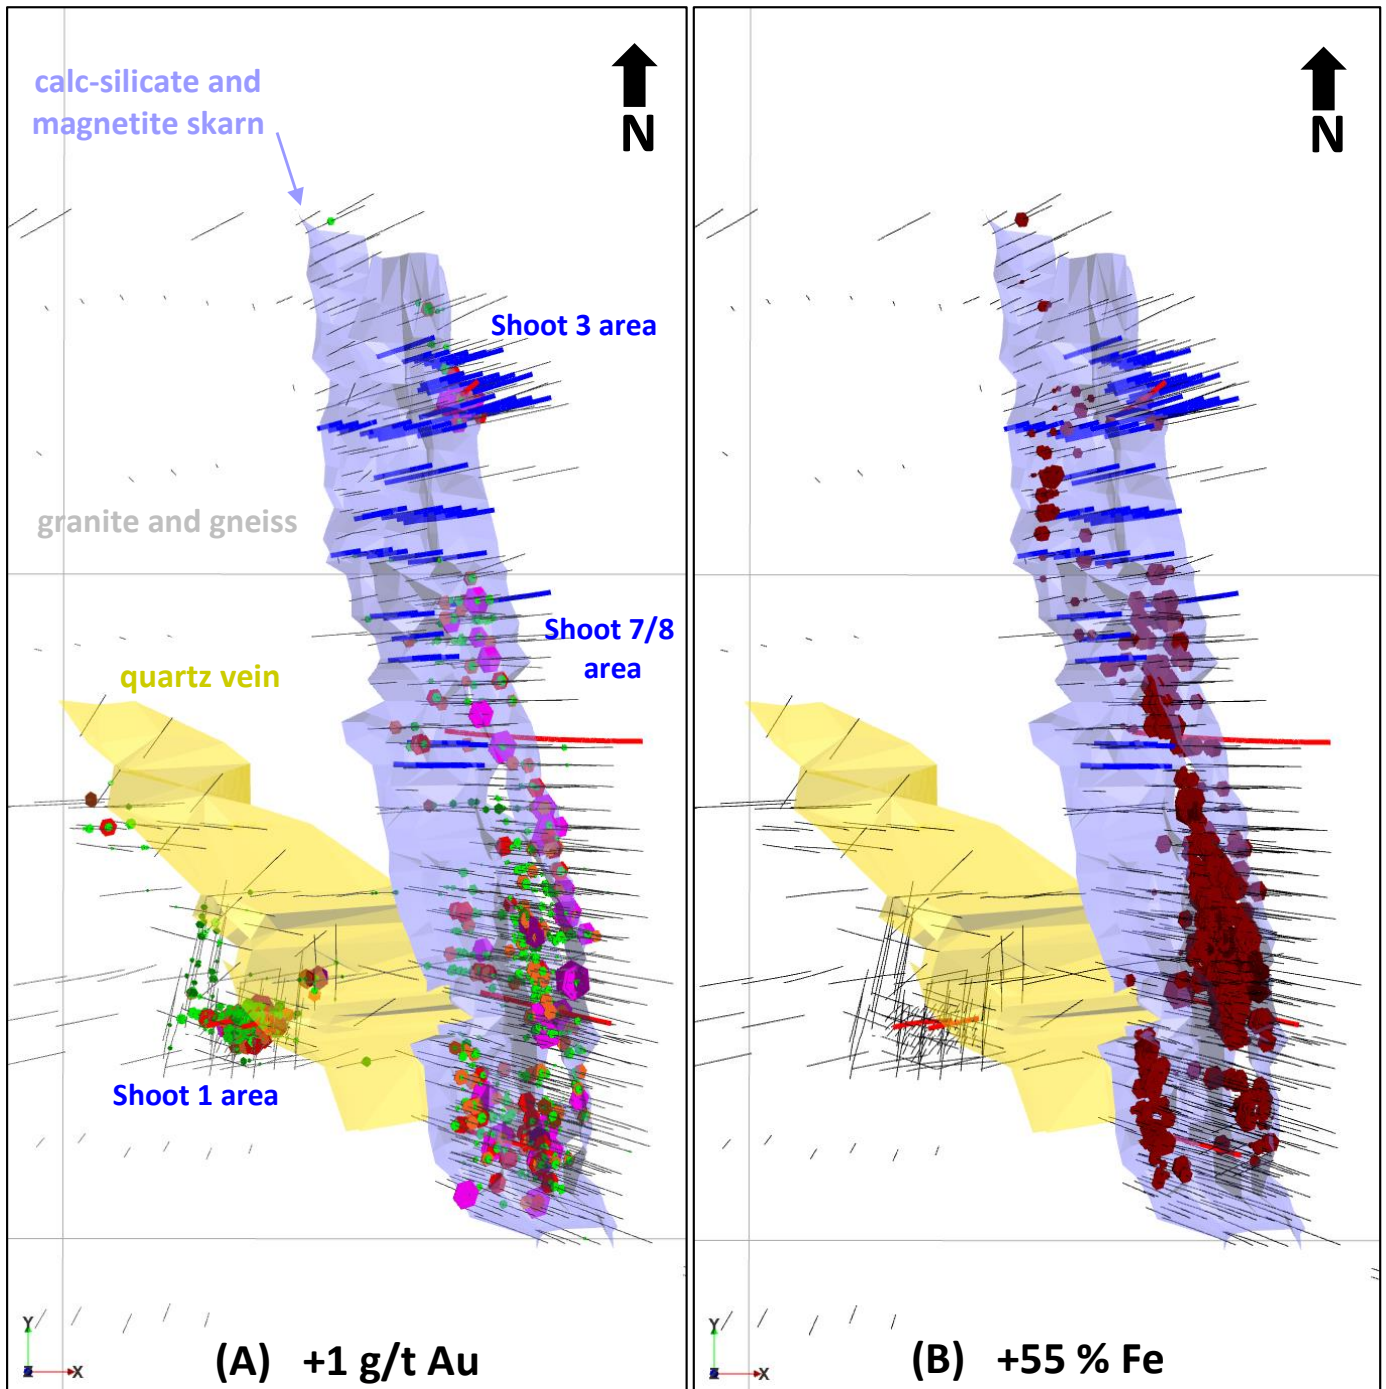 calc-silicate and
magnetite skarn
N
Shoot 3 area
granite and gneiss
Shoot 7/8
area
quartz vein
Shoot 1 area
Y
Z
X
(A) +1 g/t Au
N
Y
Z
X
(B) +55 % Fe